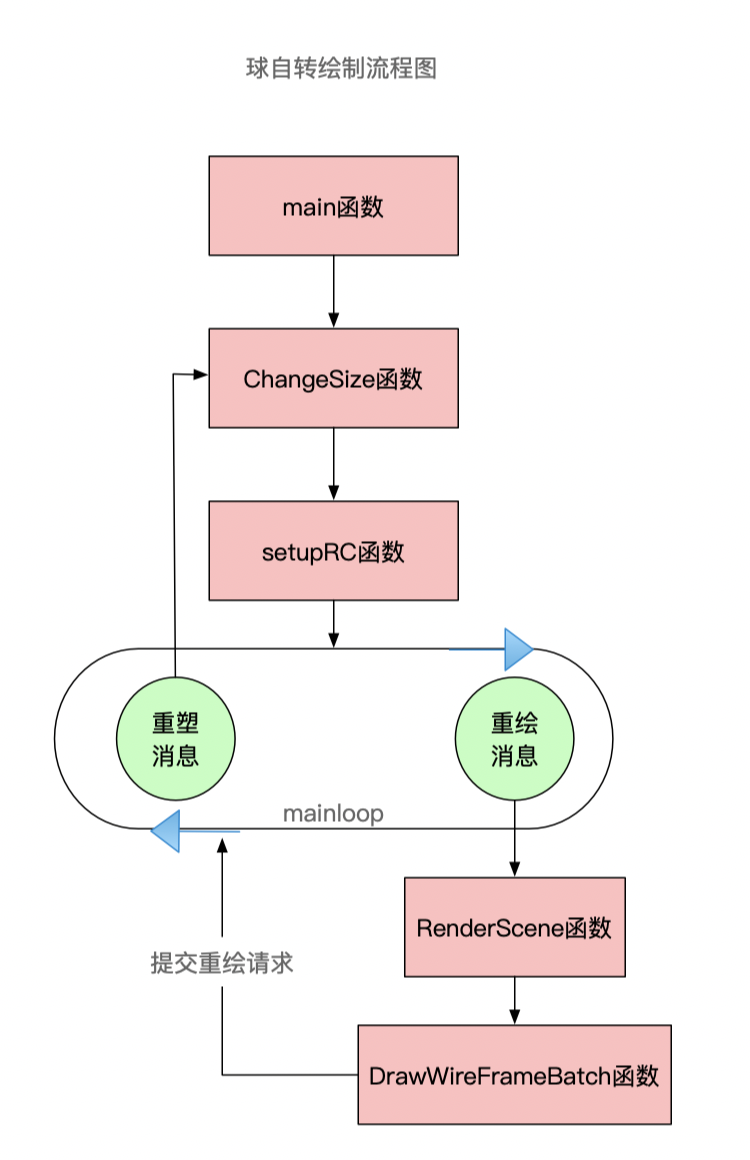 球自转绘制流程图
main函数
ChangeSize函数
setupRC函数
重塑
消息
重绘
消息
mainloop
RenderScene函数
提交重绘请求
DrawWireFrameBatch函数